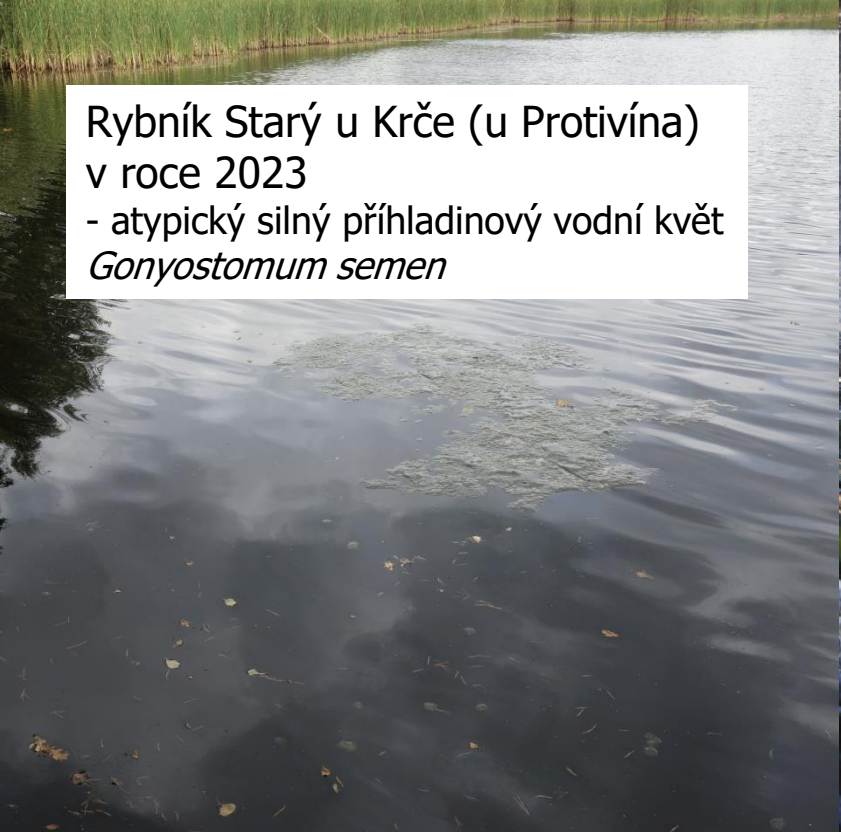 Rybník Starý u Krče (u Protivína)
v roce 2023
- atypický silný příhladinový vodní květ
Gonyostomum semen